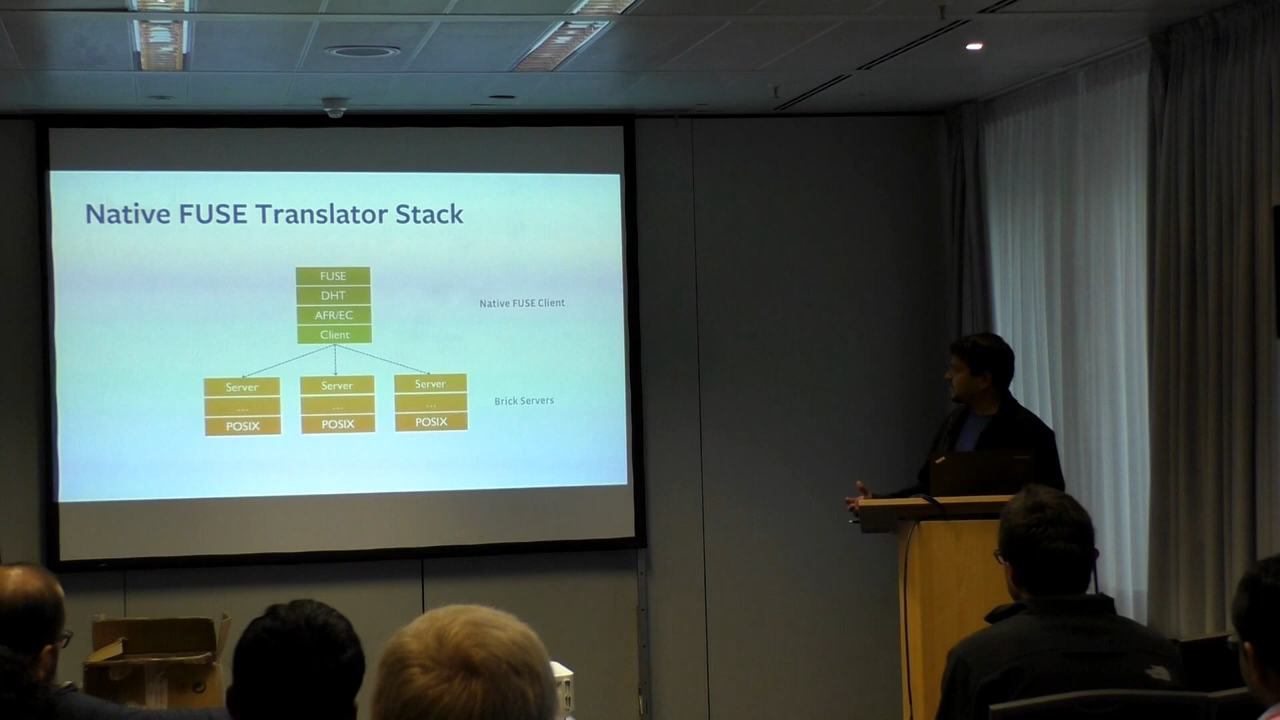 Native FUSE Translator Stack
FUSE
DHT
AFR/EC
Client
Native FUSE Client
Server
Server
Server
...
...
...
Brick Servers
POSIX
POSIX
POSIX